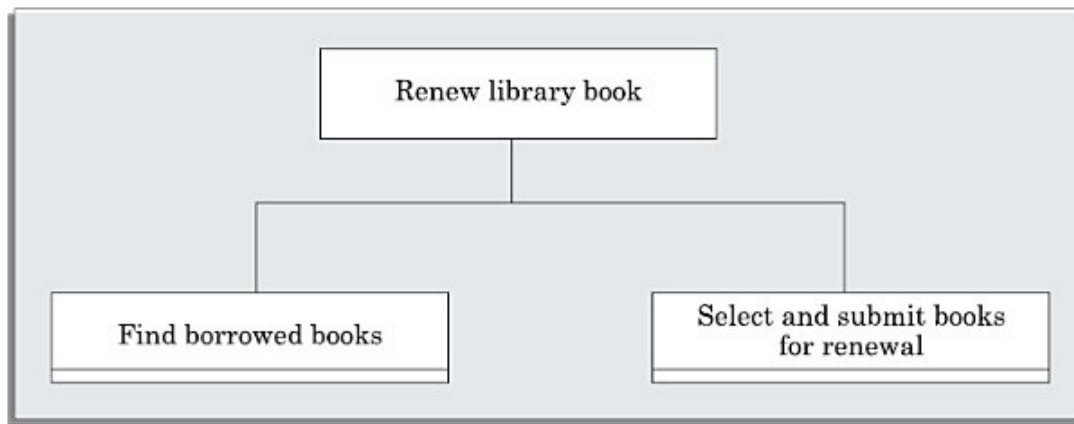 Renew library book
Find borrowed books
Select and submit books
for renewal